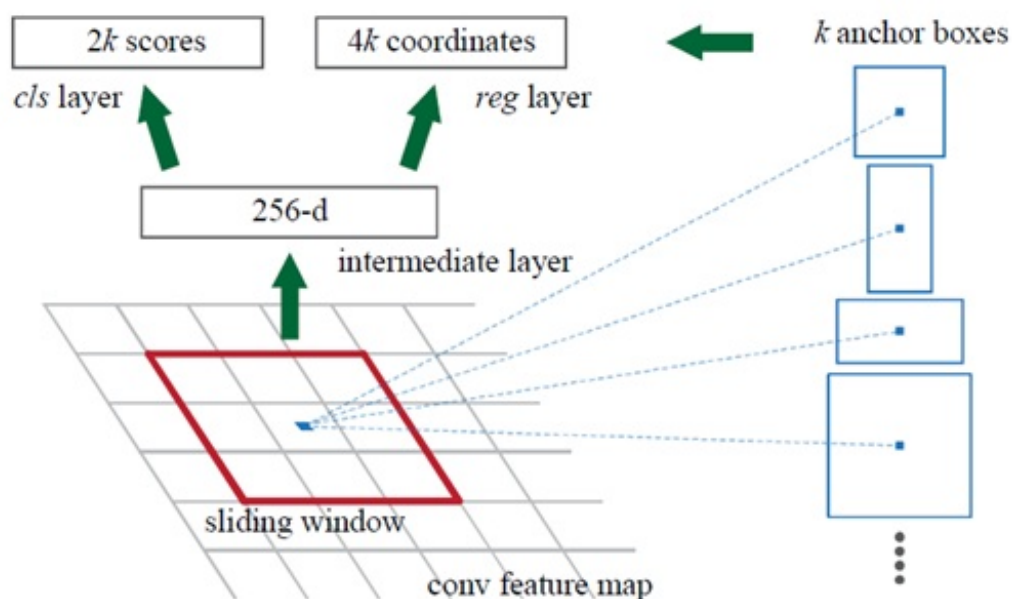 2k scores
4k coordinates
k anchor boxes
cls layer
reg layer
256-d
intermediate layer
sliding window
conv feature map